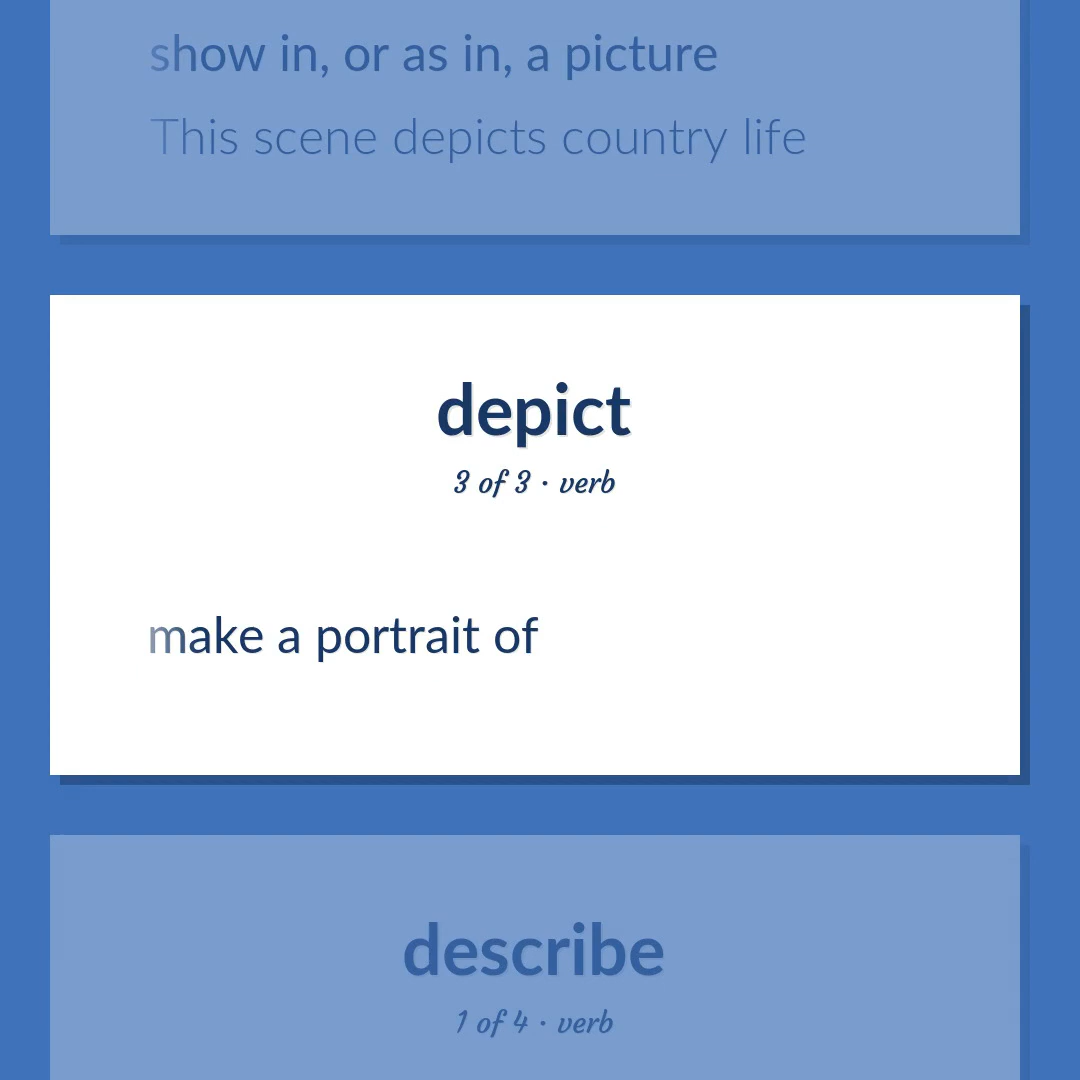 show in, or as in, a picture
This scene depicts country life
depict
3 of 3 · verb
make a portrait of
describe
1 of 4 · verb